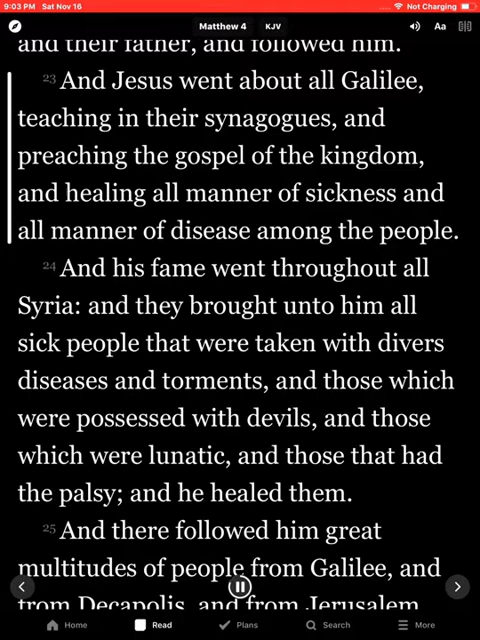 9:03 PM Sat Nov 16 Not Charging
Matthew 4 KJV Aa
and their father, and followed him.
23 And Jesus went about all Galilee,
teaching in their synagogues, and
preaching the gospel of the kingdom,
and healing all manner of sickness and
all manner of disease among the people.
24 And his fame went throughout all
Syria: and they brought unto him all
sick people that were taken with divers
diseases and torments, and those which
were possessed with devils, and those
which were lunatic, and those that had
the palsy; and he healed them.
25 And there followed him great
multitudes of people from Galilee, and
from Decapolis, and from Jerusalem,
Home Read Plans Search More